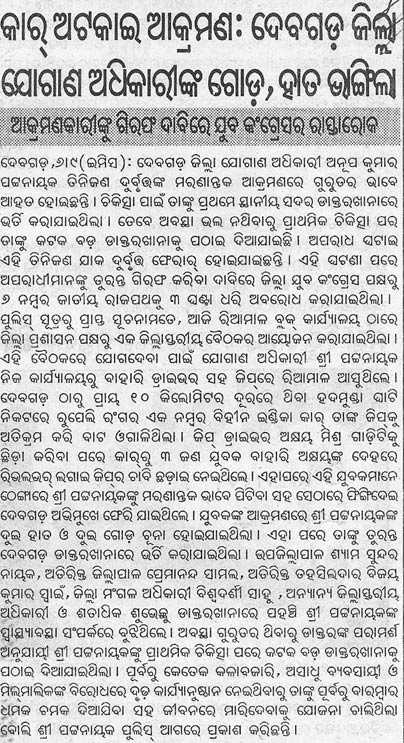 କାର୍ ଅଟକାଇ ଆକ୍ରମଣ: ଦେବଗଡ଼ ଜିଲ୍ଲା
ଯୋଗାଣ ଅଧିକାରୀଙ୍କ ଗୋଡ଼, ହାତ ଭାଙ୍ଗିଲା
ଆକ୍ରମଣକାରୀଙ୍କୁ ଗିରଫ ଦାବିରେ ଯୁବ କଂଗ୍ରେସର ରାସ୍ତାରୋକ
ଦେବଗଡ଼,୬।୯(ଇମିସ): ଦେବଗଡ଼ ଜିଲ୍ଲା ଯୋଗାଣ ଅଧିକାରୀ ଅନୂପ କୁମାର
ପଟ୍ଟନାୟକ ତିନିଜଣ ଦୁର୍ବୃତ୍ତଙ୍କ ମରଣାନ୍ତକ ଆକ୍ରମଣରେ ଗୁରୁତର ଭାବେ
ଆହତ ହୋଇଛନ୍ତି। ଚିକିତ୍ସା ପାଇଁ ତାଙ୍କୁ ପ୍ରଥମେ ସ୍ଥାନୀୟ ସଦର ଡାକ୍ତରଖାନାରେ
ଭର୍ତି କରାଯାଇଥିଲା। ତେବେ ଅବସ୍ଥା ଭଲ ନଥିବାରୁ ପ୍ରାଥମିକ ଚିକିତ୍ସା ପର
ତାଙ୍କୁ କଟକ ବଡ଼ ଡାକ୍ତରଖାନାକୁ ପଠାଇ ଦିଆଯାଇଛି। ଅପରାଧ ଘଟାଇ
ଏହି ତିନିଜଣ ଯାକ ଦୁର୍ବୃତ୍ତ ଫେରାର୍ ହୋଇଯାଇଛନ୍ତି। ଏହି ଘଟଣା ପରେ
ଅପରାଧୀମାନଙ୍କୁ ତୁରନ୍ତ ଗିରଫ କରିବା ଦାବିରେ ଜିଲ୍ଲା ଯୁବ କଂଗ୍ରେସ ପକ୍ଷରୁ
୬ ନମ୍ବର ଜାତୀୟ ରାଜପଥକୁ ୩ ଘଣ୍ଟା ଧରି ଅବରୋଧ କରାଯାଇଥିଲା।
ପୁଲିସ୍ ସୂତ୍ରରୁ ପ୍ରାପ୍ତ ସୂଚନାମତେ, ଆଜି ରିଆମାଳ ବ୍ଲକ୍ କାର୍ଯ୍ୟାଳୟ ଠାରେ
ଜିଲ୍ଲା ପ୍ରଶାସନ ପକ୍ଷରୁ ଏକ ଜିଲ୍ଲାସ୍ତରୀୟ ବୈଠକର ଆୟୋଜନ କରାଯାଇଥିଲା।
ଏହି ବୈଠକରେ ଯୋଗଦେବା ପାଇଁ ଯୋଗାଣ ଅଧିକାରୀ ଶ୍ରୀ ପଟ୍ଟନାୟକ
ନିଜ କାର୍ଯ୍ୟାଳୟରୁ ବାହାରି ଡ୍ରାଇଭର ସହ ଜିପ୍‌ରେ ରିଆମାଳ ଆସୁଥିଲେ।
ଦେବଗଡ଼ ଠାରୁ ପ୍ରାୟ ୧୦ କିଲୋମିଟର ଦୂରରେ ଥିବା ହଦମୁଣ୍ଡା ଘାଟି
ନିକଟରେ ରୁପେଲି ରଂଗର ଏକ ନମ୍ବର ବିହୀନ ଇଣ୍ଡିକା କାର୍ ତାଙ୍କ ଜିପକୁ
ଅତିକ୍ରମ କରି ବାଟ ଓଗାଳିଥିଲା। ଜିପ୍ ଡ୍ରାଇଭର ଅକ୍ଷୟ ମିଶ୍ର ଗାଡ଼ିଟିକୁ
ଛିଡ଼ା କରିବା ପରେ କାର୍‌ରୁ ୩ ଜଣ ଯୁବକ ବାହାରି ଅକ୍ଷୟଙ୍କ ଦେହରେ
ରିଭଲଭର୍ ଲଗାଇ ଜିପ୍‌ର ଚାବି ଛଡ଼ାଇ ନେଇଥିଲେ। ଏହାପରେ ଏହି ଯୁବକମାନେ
ଠେଙ୍ଗାରେ ଶ୍ରୀ ପଟ୍ଟନାୟକଙ୍କୁ ମରଣାନ୍ତକ ଭାବେ ପିଟିବା ସହ ସେଠାରେ ଫିଙ୍ଗିଦେଇ
ଦେବଗଡ଼ ଅଭିମୁଖେ ଫେରି ଯାଇଥିଲେ। ଯୁବକଙ୍କ ଆକ୍ରମଣରେ ଶ୍ରୀ ପଟ୍ଟନାୟକଙ୍କ
ଦୁଇ ହାତ ଓ ଦୁଇ ଗୋଡ଼ ଚୂନା ହୋଇଯାଇଥିଲା। ଏହା ପରେ ତାଙ୍କୁ ତୁରନ୍ତ
ଦେବଗଡ଼ ଡାକ୍ତରଖାନାରେ ଭର୍ତି କରାଯାଇଥିଲା। ଉପଜିଲ୍ଲାପାଳ ଶ୍ୟାମ ସୁନ୍ଦର
ନାୟକ, ଅତିରିକ୍ତ ଜିଲ୍ଲାପାଳ ପ୍ରେମାନନ୍ଦ ସାମଲ, ଅତିରିକ୍ତ ତହସିଲଦାର ବିଜୟ
କୁମାର ସ୍ୱାଇଁ, ଜିଲ୍ଲା ମଂଗଳ ଅଧିକାରୀ ବିଶ୍ୱଦର୍ଶୀ ସାହୁ, ଅନ୍ୟାନ୍ୟ ଜିଲ୍ଲାସ୍ତରୀୟ
ଅଧିକାରୀ ଓ ଶତାଧିକ ଶୁଭେଚ୍ଛୁ ଡାକ୍ତରଖାନାରେ ପହଞ୍ଚି ଶ୍ରୀ ପଟ୍ଟନାୟକଙ୍କ
ସ୍ୱାସ୍ଥ୍ୟାବସ୍ଥା ସଂପର୍କରେ ବୁଝିଥିଲେ। ଅବସ୍ଥା ଗୁରୁତର ଥିବାରୁ ଡାକ୍ତରଙ୍କ ପରାମର୍ଶ
ଅନୁଯାୟୀ ଶ୍ରୀ ପଟ୍ଟନାୟକଙ୍କୁ ପ୍ରାଥମିକ ଚିକିତ୍ସା ପରେ କଟକ ବଡ଼ ଡାକ୍ତରଖାନାକୁ
ପଠାଇ ଦିଆଯାଇଥିଲା। ପୂର୍ବରୁ କେତେକ କଳାବଜାରି, ଅସାଧୁ ବ୍ୟବସାୟୀ ଓ
ମିଲ୍‌ମାଲିକଙ୍କ ବିରୋଧରେ ଦୃଢ଼ କାର୍ଯ୍ୟାନୁଷ୍ଠାନ ନେଇଥିବାରୁ ତାଙ୍କୁ ପୂର୍ବରୁ ବାରମ୍ବାର
ଧମକ ଚମକ ଦିଆଯିବା ସହ ଜୀବନରେ ମାରିଦେବାକୁ ଯୋଜନା ଚାଲିଥିଲା
ବୋଲି ଶ୍ରୀ ପଟ୍ଟନାୟକ ପୁଲିସ୍ ଆଗରେ ପ୍ରକାଶ କରିଛନ୍ତି।